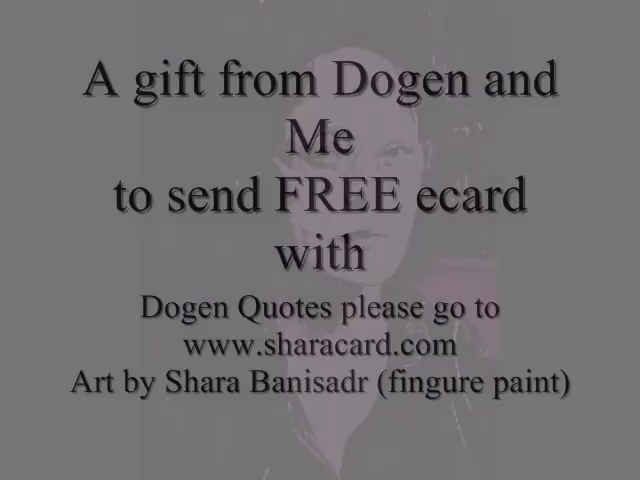 A gift from Dogen and
Me
to send FREE ecard
with
Dogen Quotes please go to
www.sharacard.com
Art by Shara Banisadr (fingure paint)